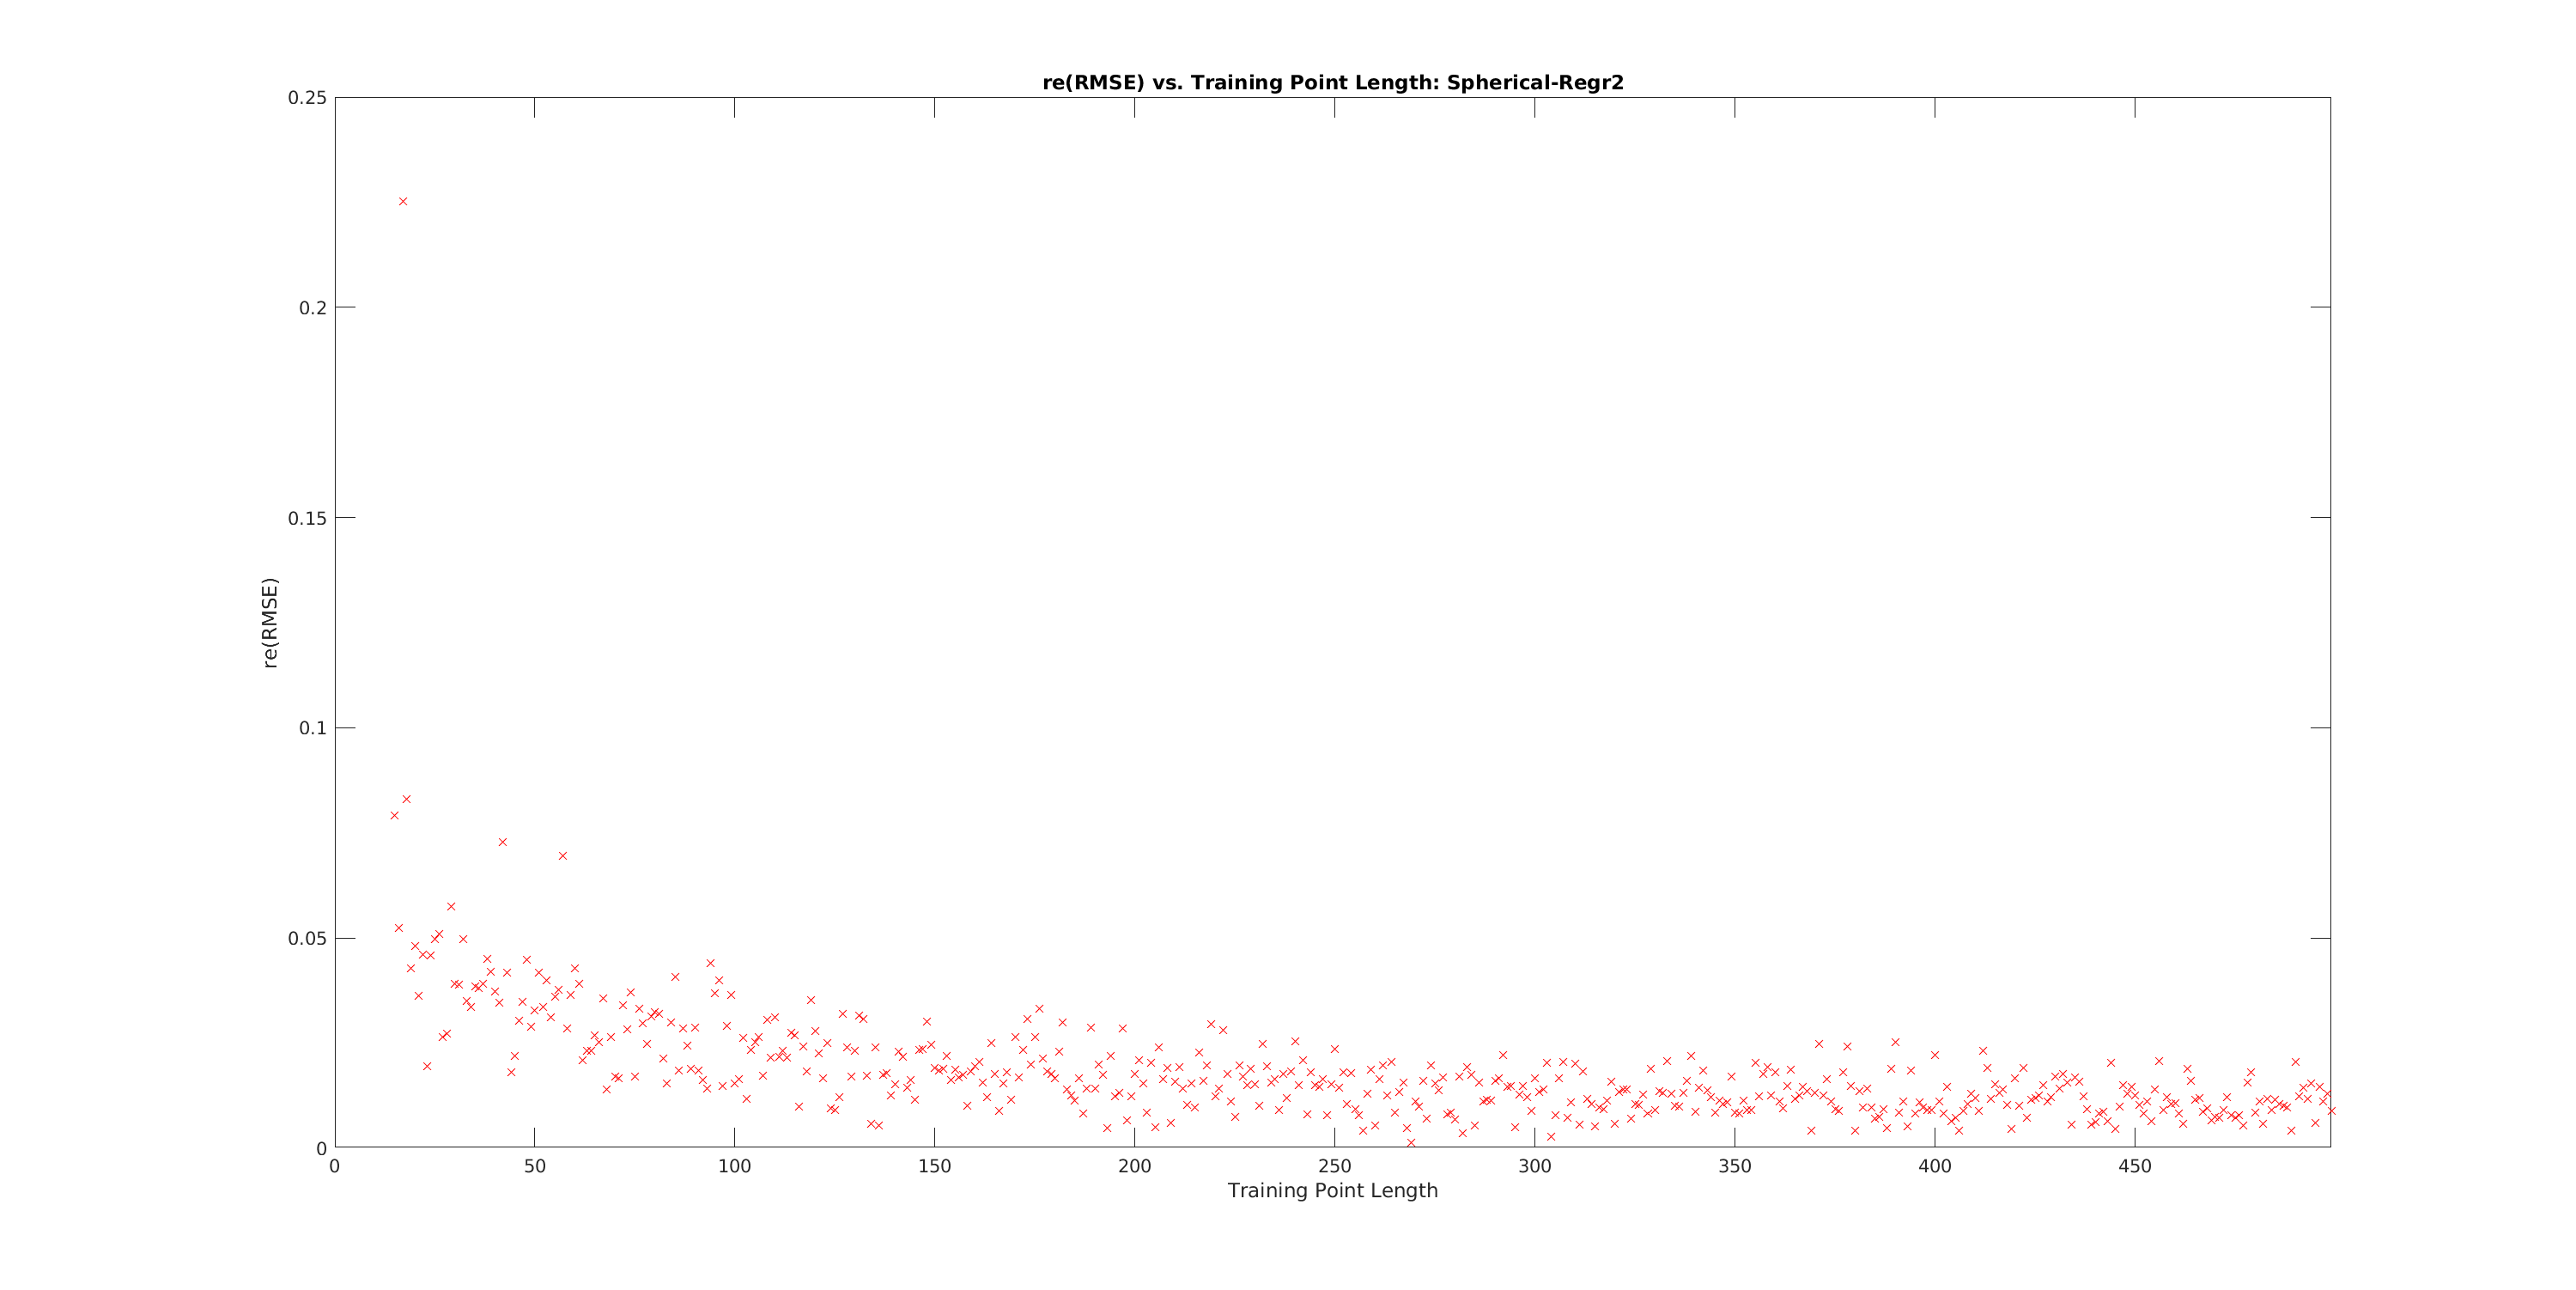 re(RMSE) vs. Training Point Length: Spherical-Regr2
0.25
0.2
0.15
0.1
0.05
0
re(RMSE)
0 50 100 150 200 250 300 350 400 450
Training Point Length